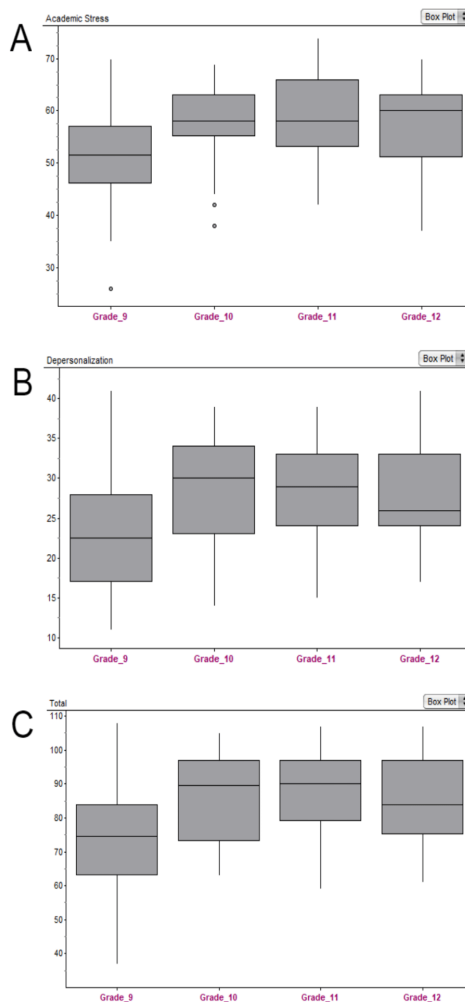 A
Academic Stress
Box Plot
70
60
50
40
30
Grade_9 Grade_10 Grade_11 Grade_12
B
Depersonalization
Box Plot
40
35
30
25
20
15
10
Grade_9 Grade_10 Grade_11 Grade_12
C
Total
Box Plot
110
100
90
80
70
60
50
40
Grade_9 Grade_10 Grade_11 Grade_12